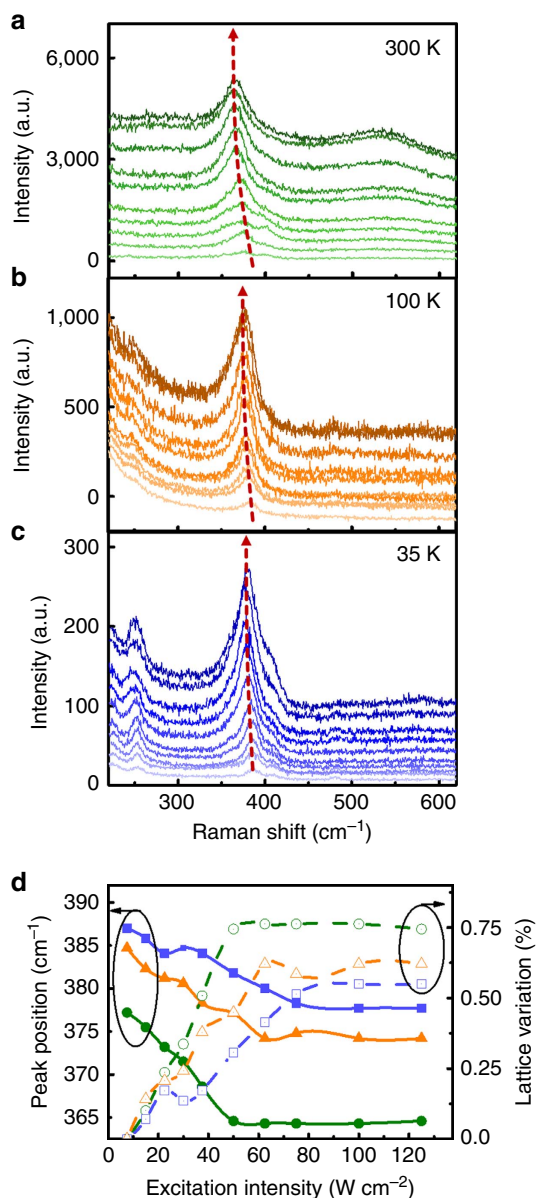 a
300 K
6,000
3,000
0
Intensity (a.u.)
b
100 K
1,000
500
0
Intensity (a.u.)
c
35 K
300
200
100
0
Intensity (a.u.)
300 400 500 600
Raman shift (cm⁻¹)
d
390
385
380
375
370
365
Peak position (cm⁻¹)
0.75
0.50
0.25
0.0
Lattice variation (%)
0 20 40 60 80 100 120
Excitation intensity (W cm⁻²)